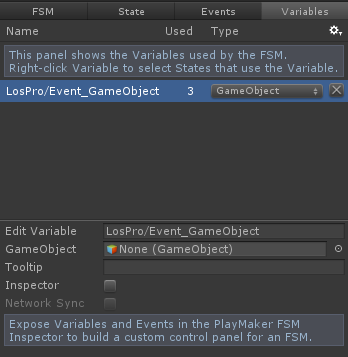 FSM State Events Variables
Name Used Type
This panel shows the Variables used by the FSM.
Right-click Variable to select States that use the Variable.
LosPro/Event_GameObject 3 GameObject
Edit Variable LosPro/Event_GameObject
GameObject None (GameObject)
Tooltip
Inspector
Network Sync
Expose Variables and Events in the PlayMaker FSM
Inspector to build a custom control panel for an FSM.